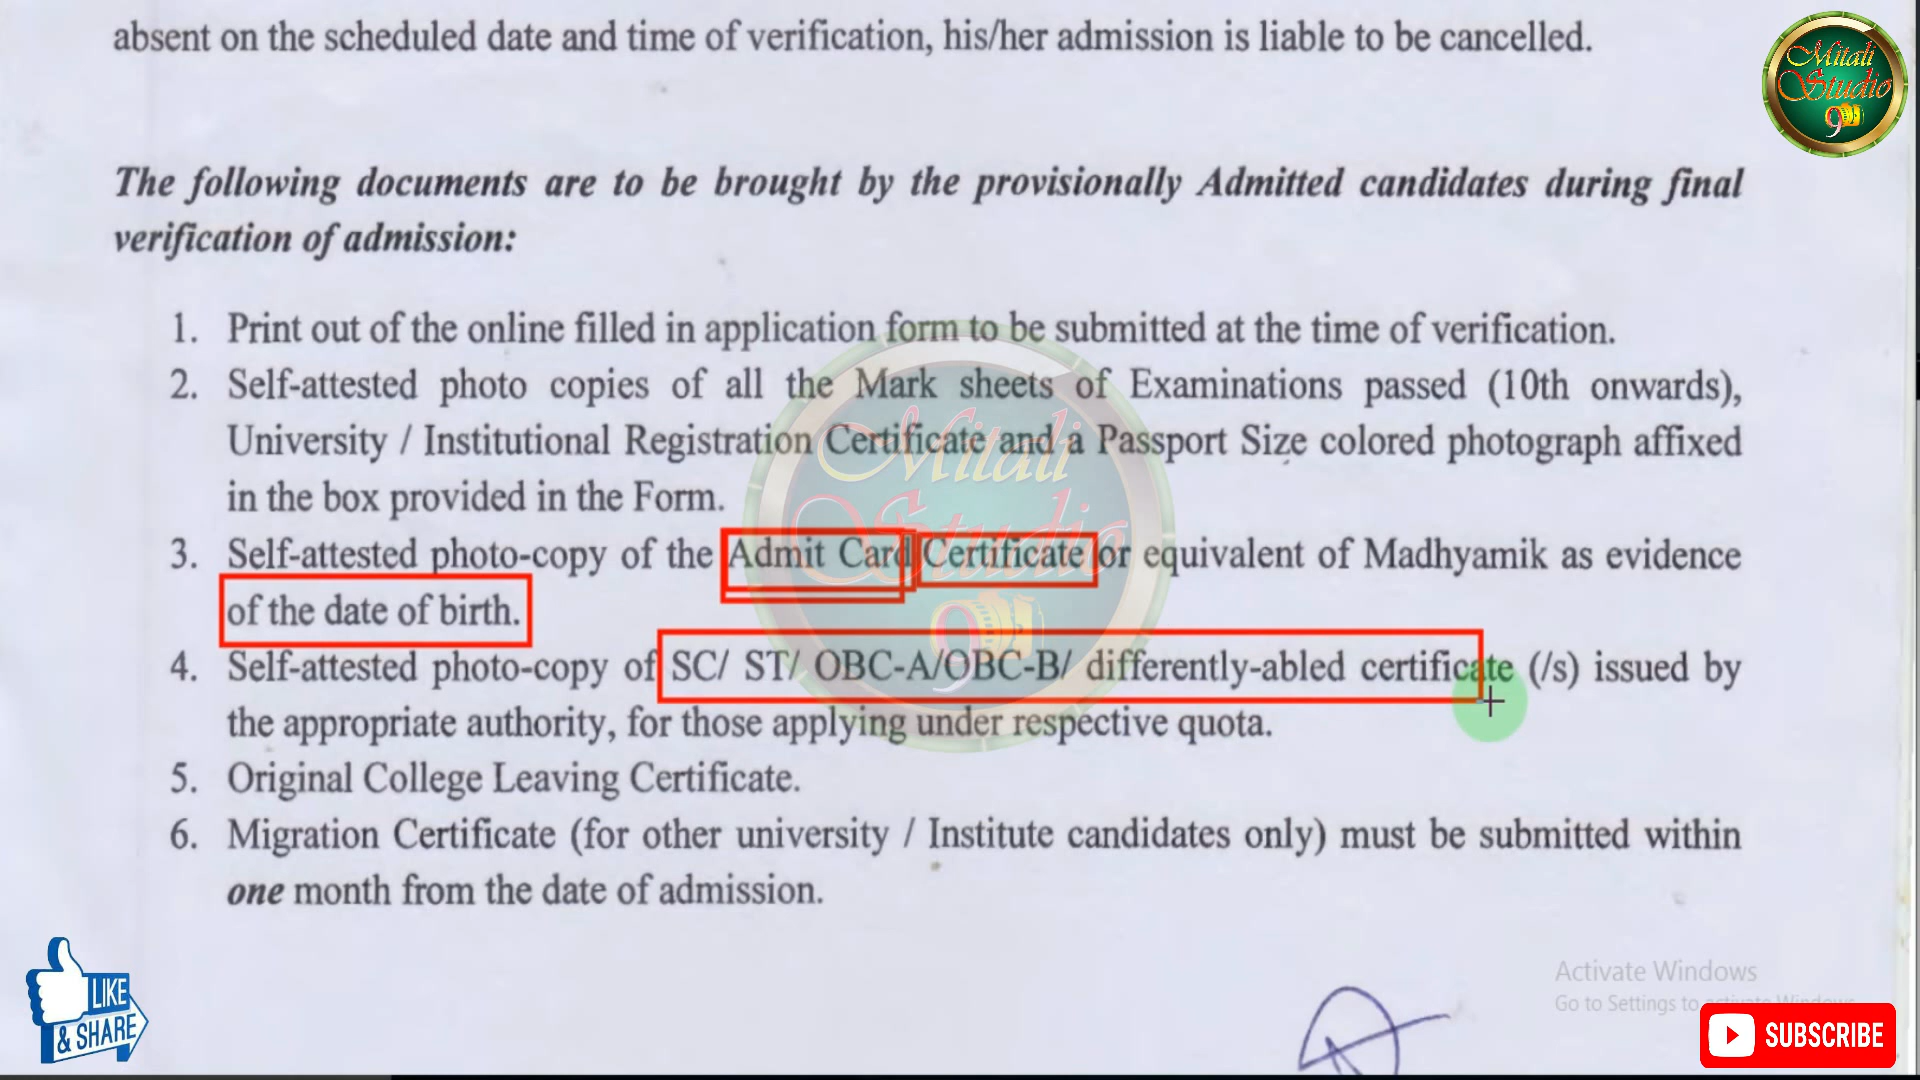 absent on the scheduled date and time of verification, his/her admission is liable to be cancelled.
Mitali
Studio
9
The following documents are to be brought by the provisionally Admitted candidates during final
verification of admission:
1. Print out of the online filled in application form to be submitted at the time of verification.
2. Self-attested photo copies of all the Mark sheets of Examinations passed (10th onwards),
University / Institutional Registration Certificate and a Passport Size colored photograph affixed
in the box provided in the Form.
3. Self-attested photo-copy of the Admit Card Certificate or equivalent of Madhyamik as evidence
of the date of birth.
4. Self-attested photo-copy of SC/ ST/ OBC-A/OBC-B/ differently-abled certificate (/s) issued by
the appropriate authority, for those applying under respective quota.
5. Original College Leaving Certificate.
6. Migration Certificate (for other university / Institute candidates only) must be submitted within
one month from the date of admission.
Mitali
Studio
9
LIKE
& SHARE
Activate Windows
Go to Settings to activate Windows.
SUBSCRIBE